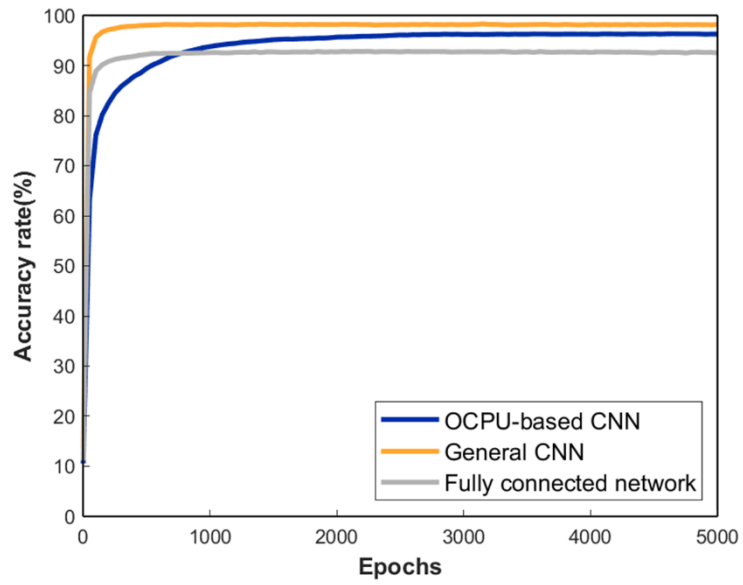 100
90
80
70
60
50
40
30
20
10
0
Accuracy rate(%)
OCPU-based CNN
General CNN
Fully connected network
0 1000 2000 3000 4000 5000
Epochs